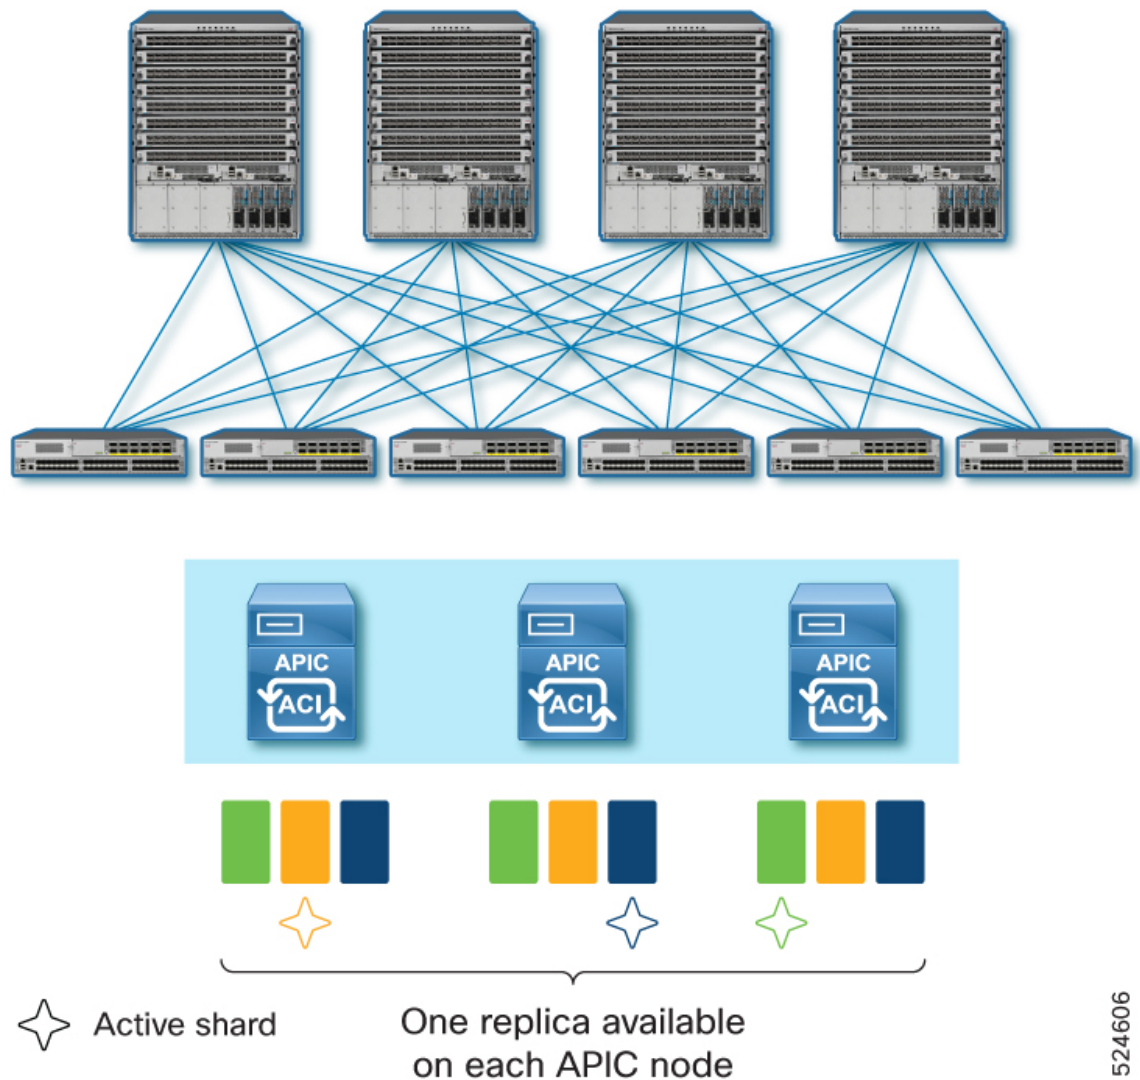 APIC
ACI
APIC
ACI
APIC
ACI
Active shard
One replica available
on each APIC node
524606